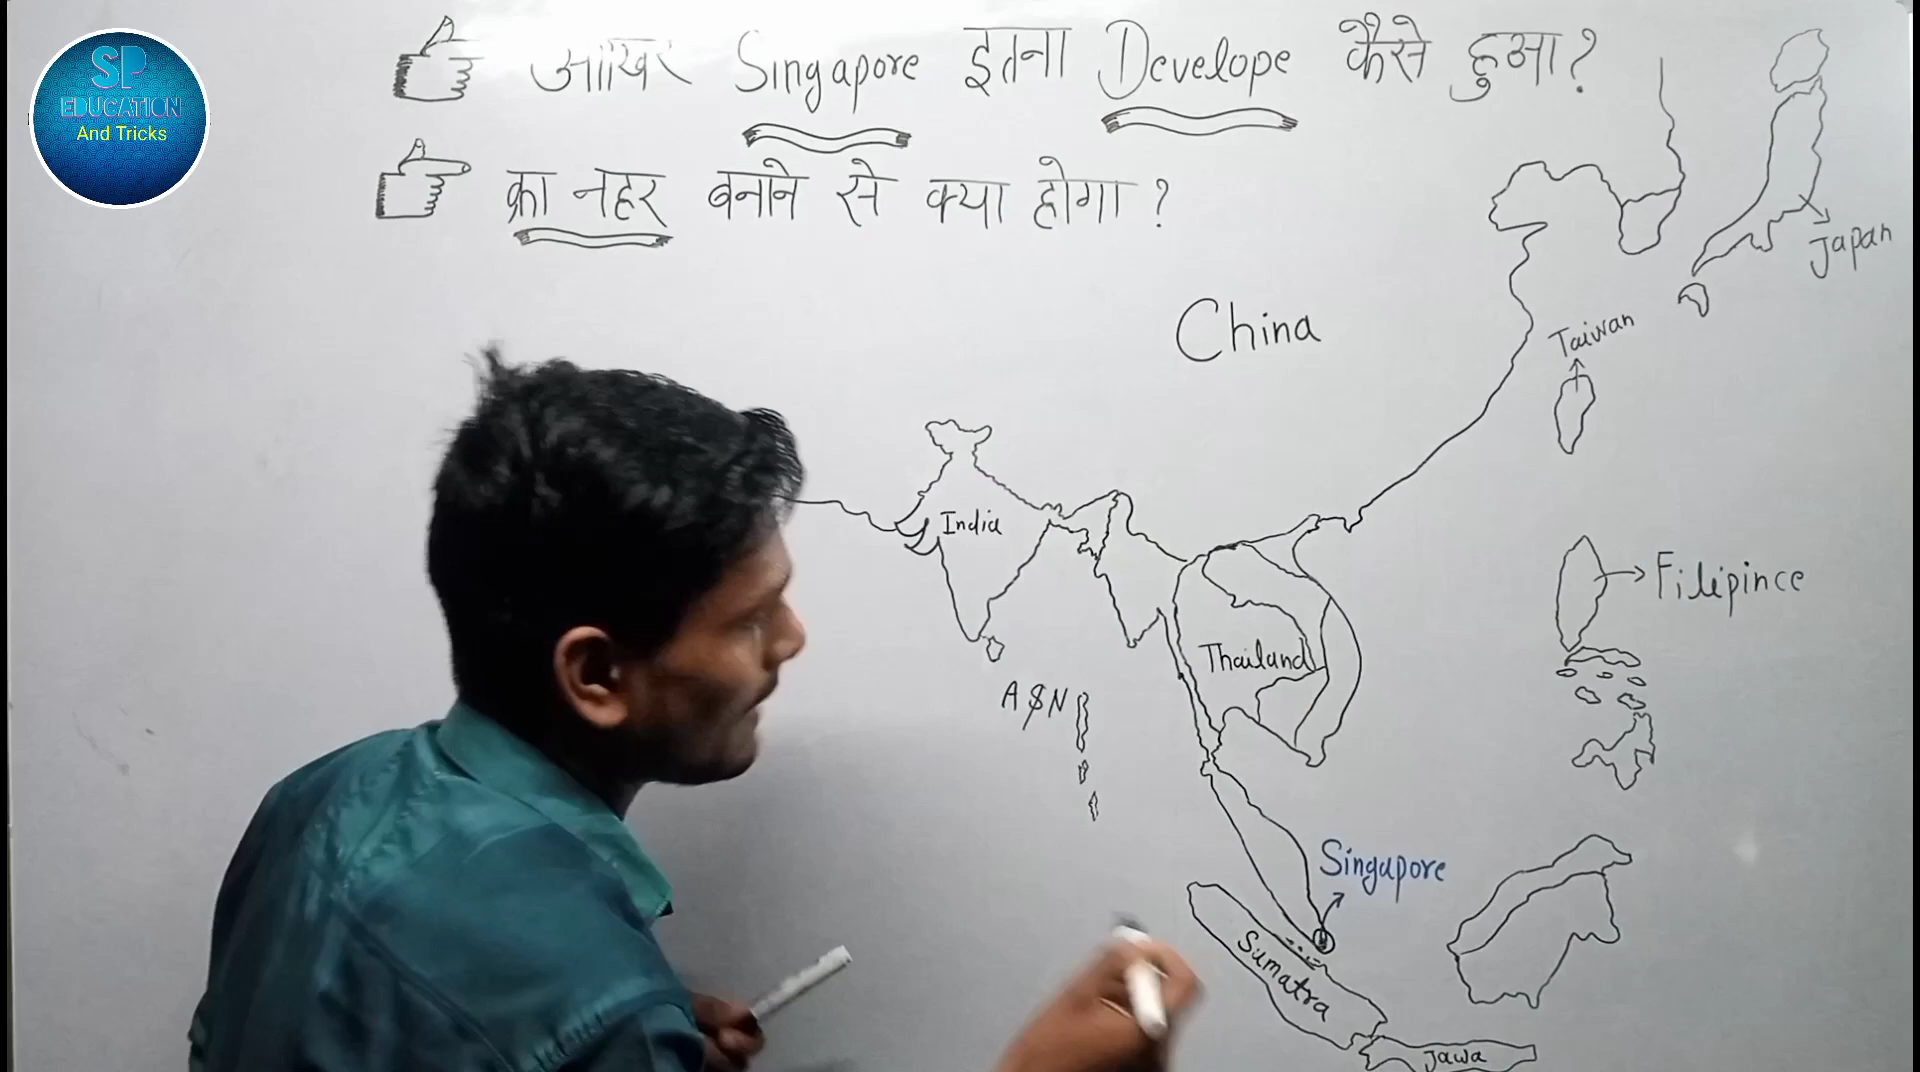 SP
EDUCATION
And Tricks
आखिर Singapore इतना Develope कैसे हुआ?
क्रा नहर बनाने से क्या होगा?
Japan
China
Taiwan
India
Filipince
Thailand
A$N
Singapore
Sumatra
Jawa